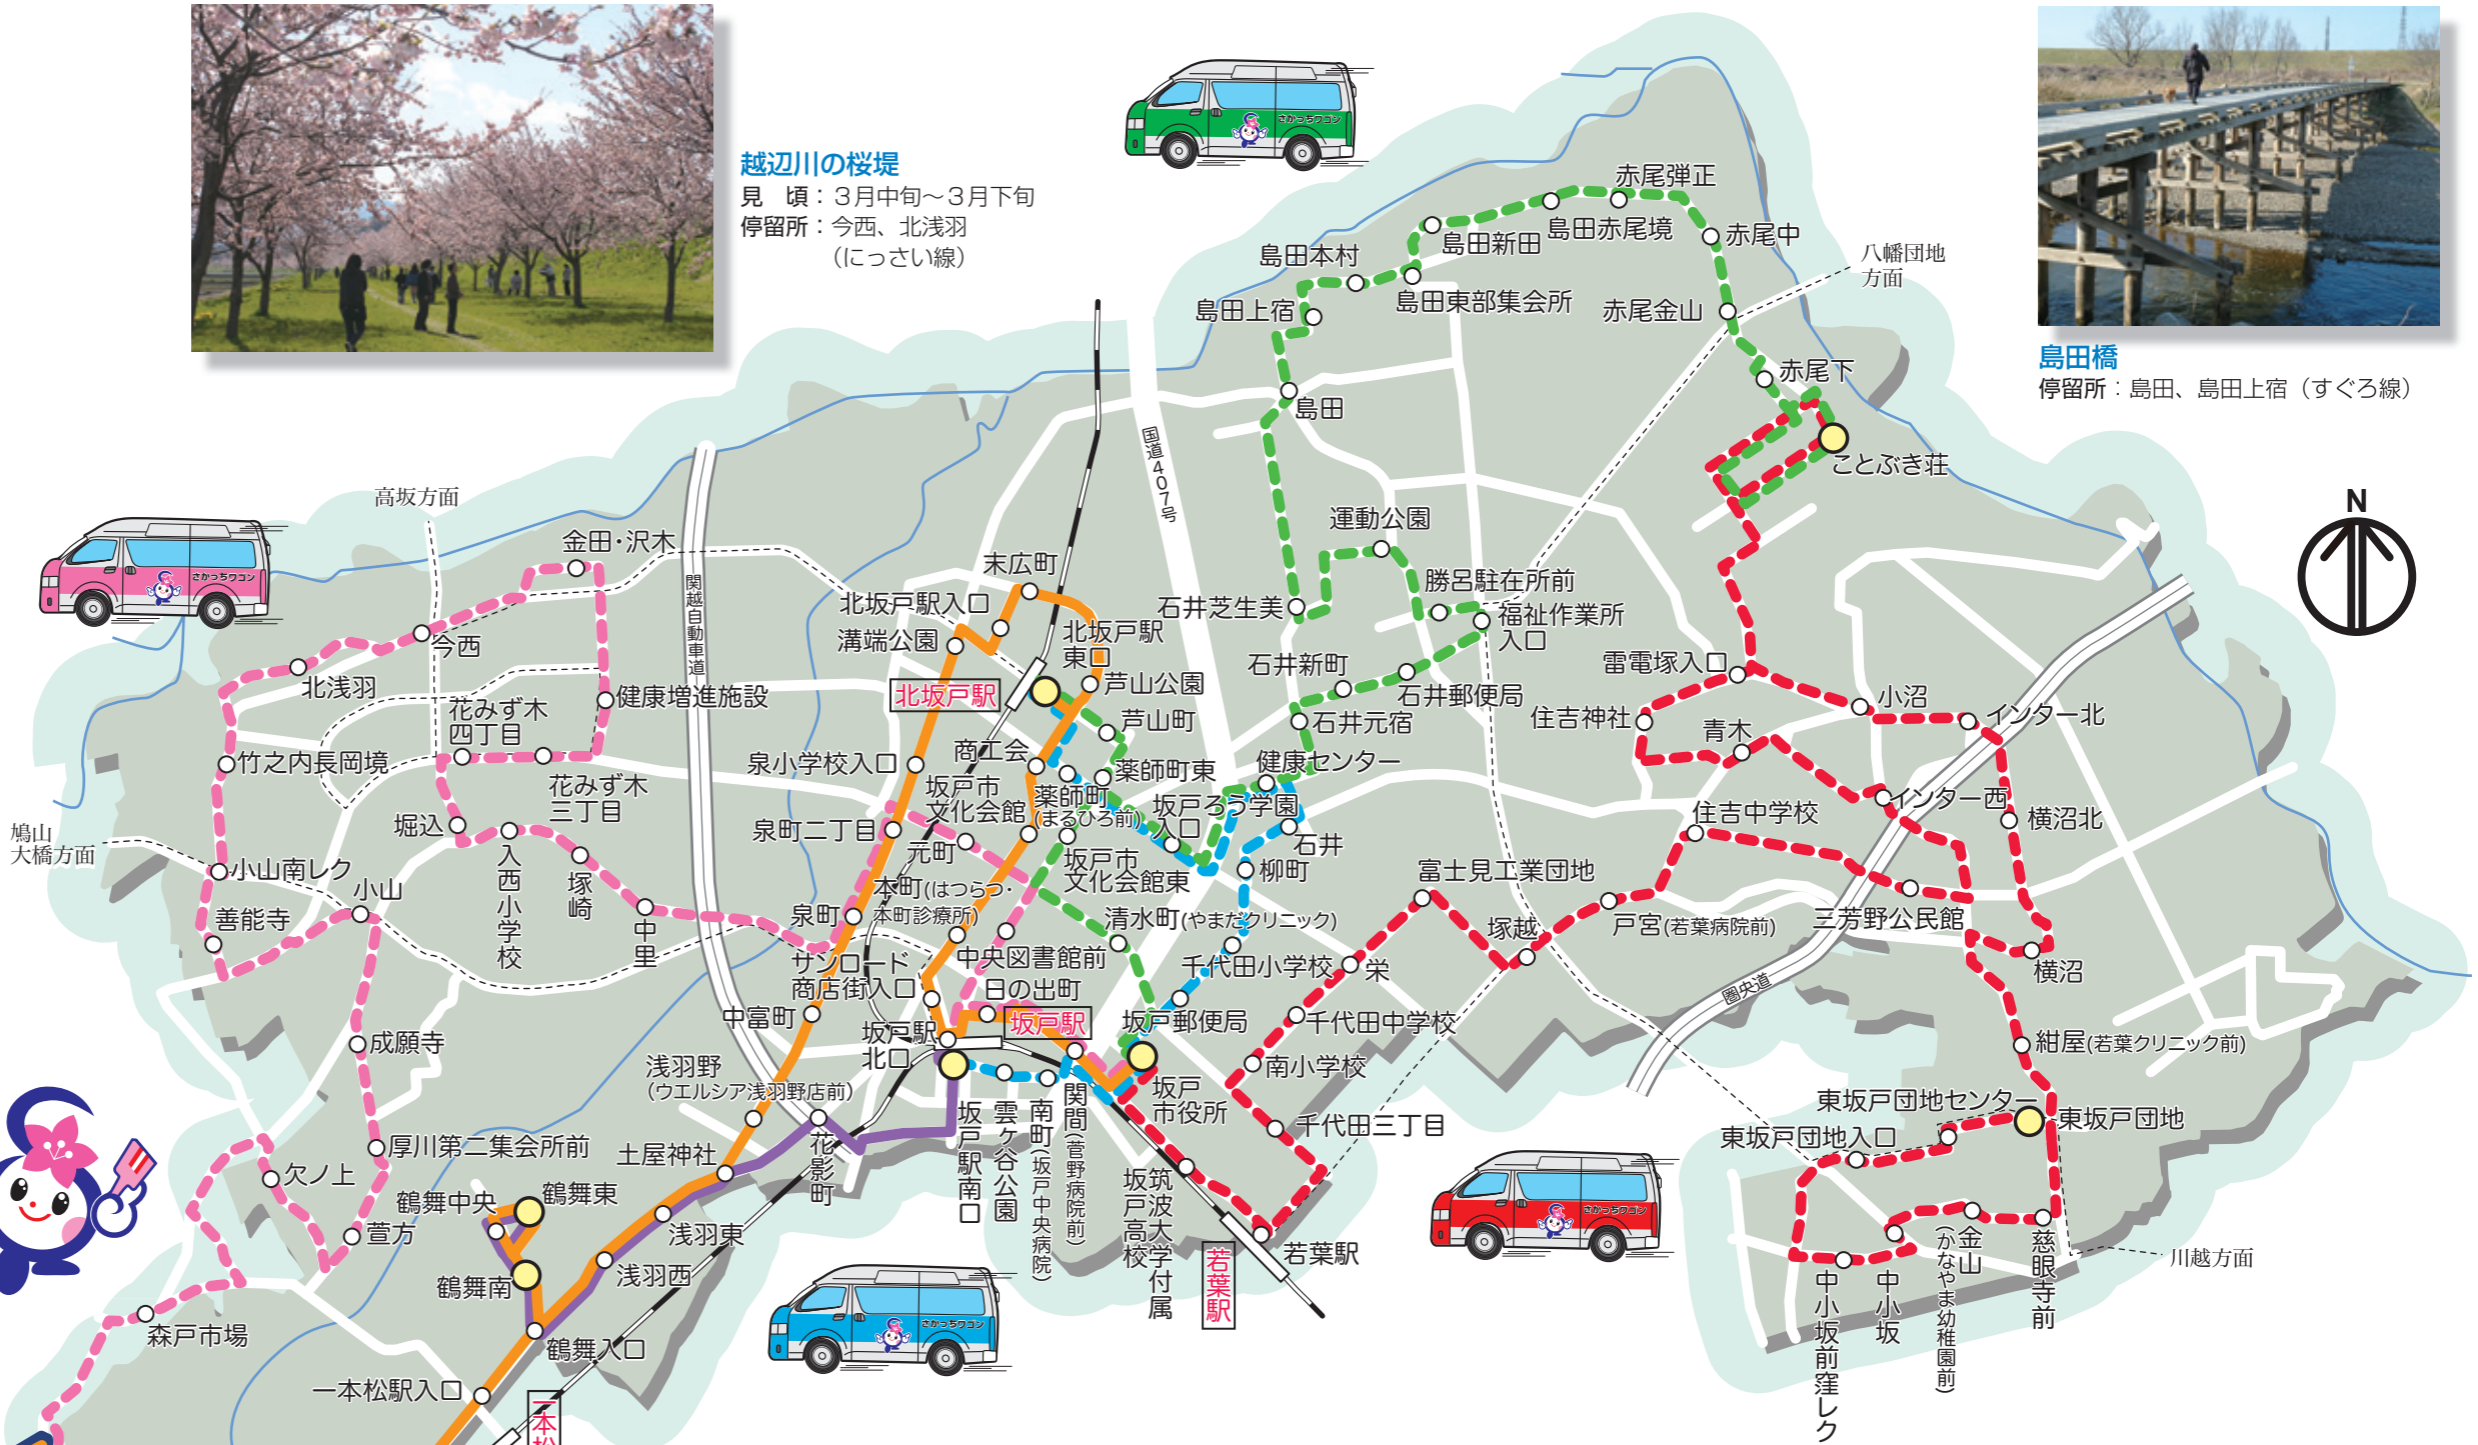 越辺川の桜堤
見　頃：３月中旬～３月下旬
停留所：今西、北浅羽
（にっさい線）
島田橋
停留所：島田、島田上宿（すぐろ線）
さかっちワゴン
さかっちワゴン
さかっちワゴン
さかっちワゴン
N
赤尾弾正
島田赤尾境
島田新田
赤尾中
島田本村
島田東部集会所
島田上宿
赤尾金山
八幡団地
方面
赤尾下
島田
ことぶき荘
国道４０７号
高坂方面
関越自動車道
運動公園
勝呂駐在所前
石井芝生美
福祉作業所
入口
石井新町
石井郵便局
石井元宿
健康センター
金田・沢木
今西
北浅羽
健康増進施設
花みず木
四丁目
花みず木
三丁目
竹之内長岡境
堀込
入西小学校
塚崎
中里
鳩山
大橋方面
小山南レク
小山
善能寺
成願寺
厚川第二集会所前
欠ノ上
萱方
森戸市場
末広町
北坂戸駅入口
溝端公園
北坂戸駅
東口
北坂戸駅
芦山公園
芦山町
商工会
泉小学校入口
坂戸市
文化会館
薬師町
(まるひろ前)
薬師町東
坂戸ろう学園
入口
石井
柳町
泉町二丁目
元町
坂戸市
文化会館東
本町(はつらつ・
本町診療所)
泉町
清水町(やまだクリニック)
中央図書館前
サンロード
商店街入口
日の出町
千代田小学校
坂戸郵便局
中富町
坂戸駅
北口
坂戸駅
浅羽野
(ウエルシア浅羽野店前)
花影町
土屋神社
坂戸駅南口
雲ケ谷公園
南町(坂戸中央病院)
関間(菅野病院前)
坂戸
市役所
筑波大学付属
坂戸高校
若葉駅
若葉駅
鶴舞中央
鶴舞東
鶴舞南
浅羽東
浅羽西
鶴舞入口
一本松駅入口
一本松
富士見工業団地
塚越
栄
千代田中学校
南小学校
千代田三丁目
戸宮(若葉病院前)
住吉中学校
三芳野公民館
雷電塚入口
住吉神社
青木
小沼
インター北
インター西
横沼北
横沼
圏央道
紺屋(若葉クリニック前)
東坂戸団地センター
東坂戸団地
東坂戸団地入口
慈眼寺前
金山
(かなやま幼稚園前)
中小坂
中小坂前窪レク
川越方面